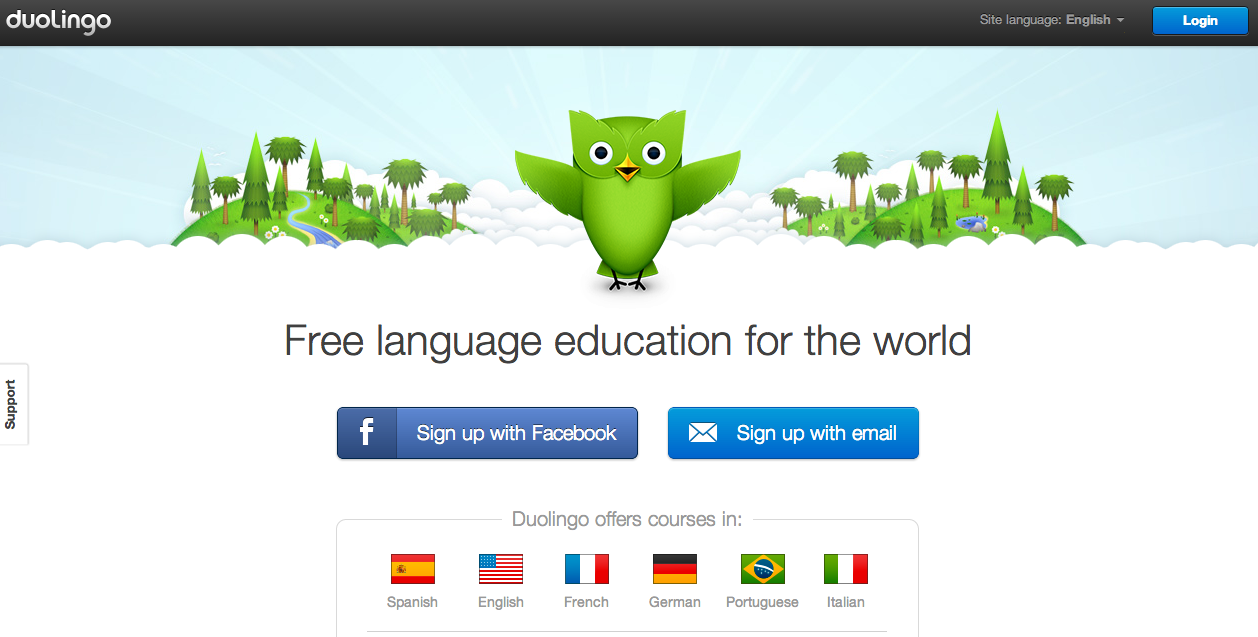 duolingo
Site language: English
Login
Free language education for the world
Support
Sign up with Facebook
Sign up with email
Duolingo offers courses in:
Spanish English French German Portuguese Italian